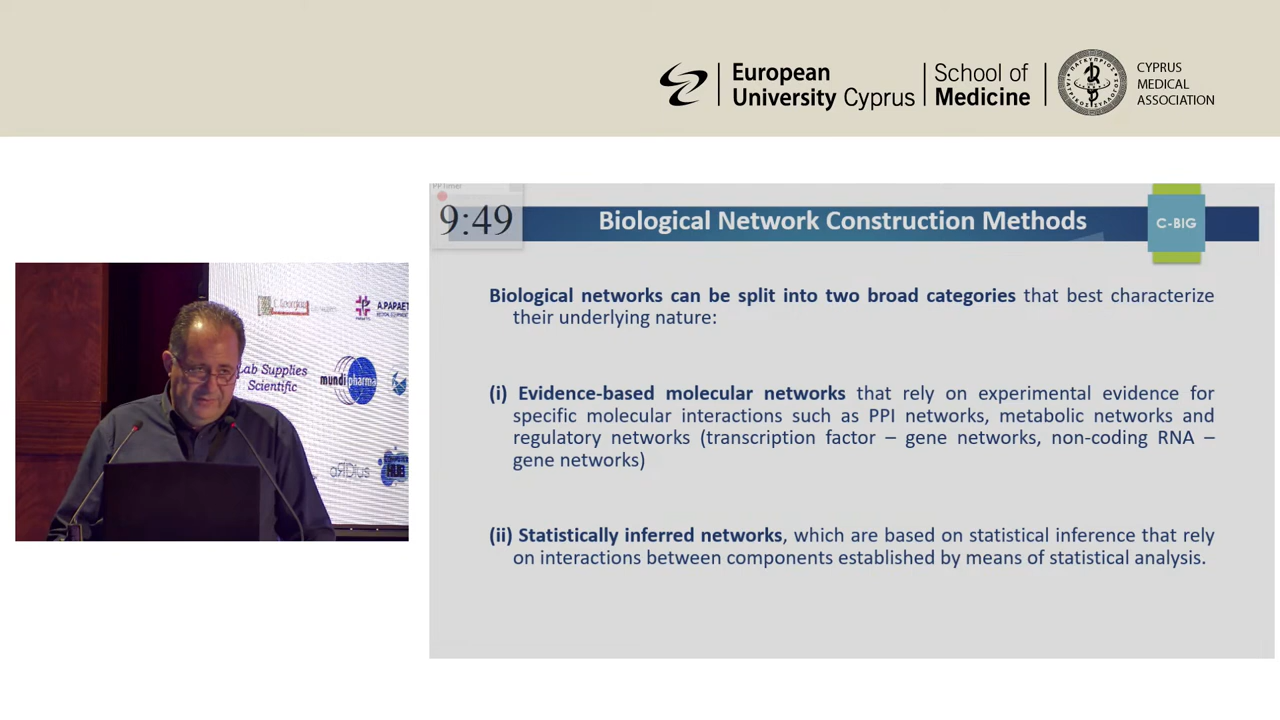 European
University Cyprus
School of
Medicine
CYPRUS
MEDICAL
ASSOCIATION
PPTimer
9:49
Biological Network Construction Methods
C-BIG
Biological networks can be split into two broad categories that best characterize
their underlying nature:
(i) Evidence-based molecular networks that rely on experimental evidence for
specific molecular interactions such as PPI networks, metabolic networks and
regulatory networks (transcription factor – gene networks, non-coding RNA –
gene networks)
(ii) Statistically inferred networks, which are based on statistical inference that rely
on interactions between components established by means of statistical analysis.
A.PAPAET
Lab Supplies
Scientific
mundipharma
aRIDIus
HUB